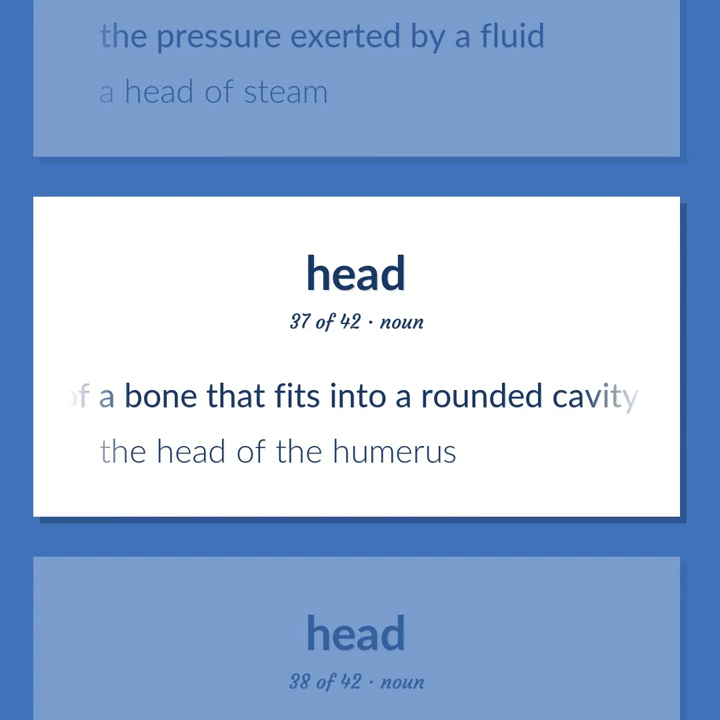 the pressure exerted by a fluid
a head of steam
head
37 of 42 · noun
of a bone that fits into a rounded cavity
the head of the humerus
head
38 of 42 · noun